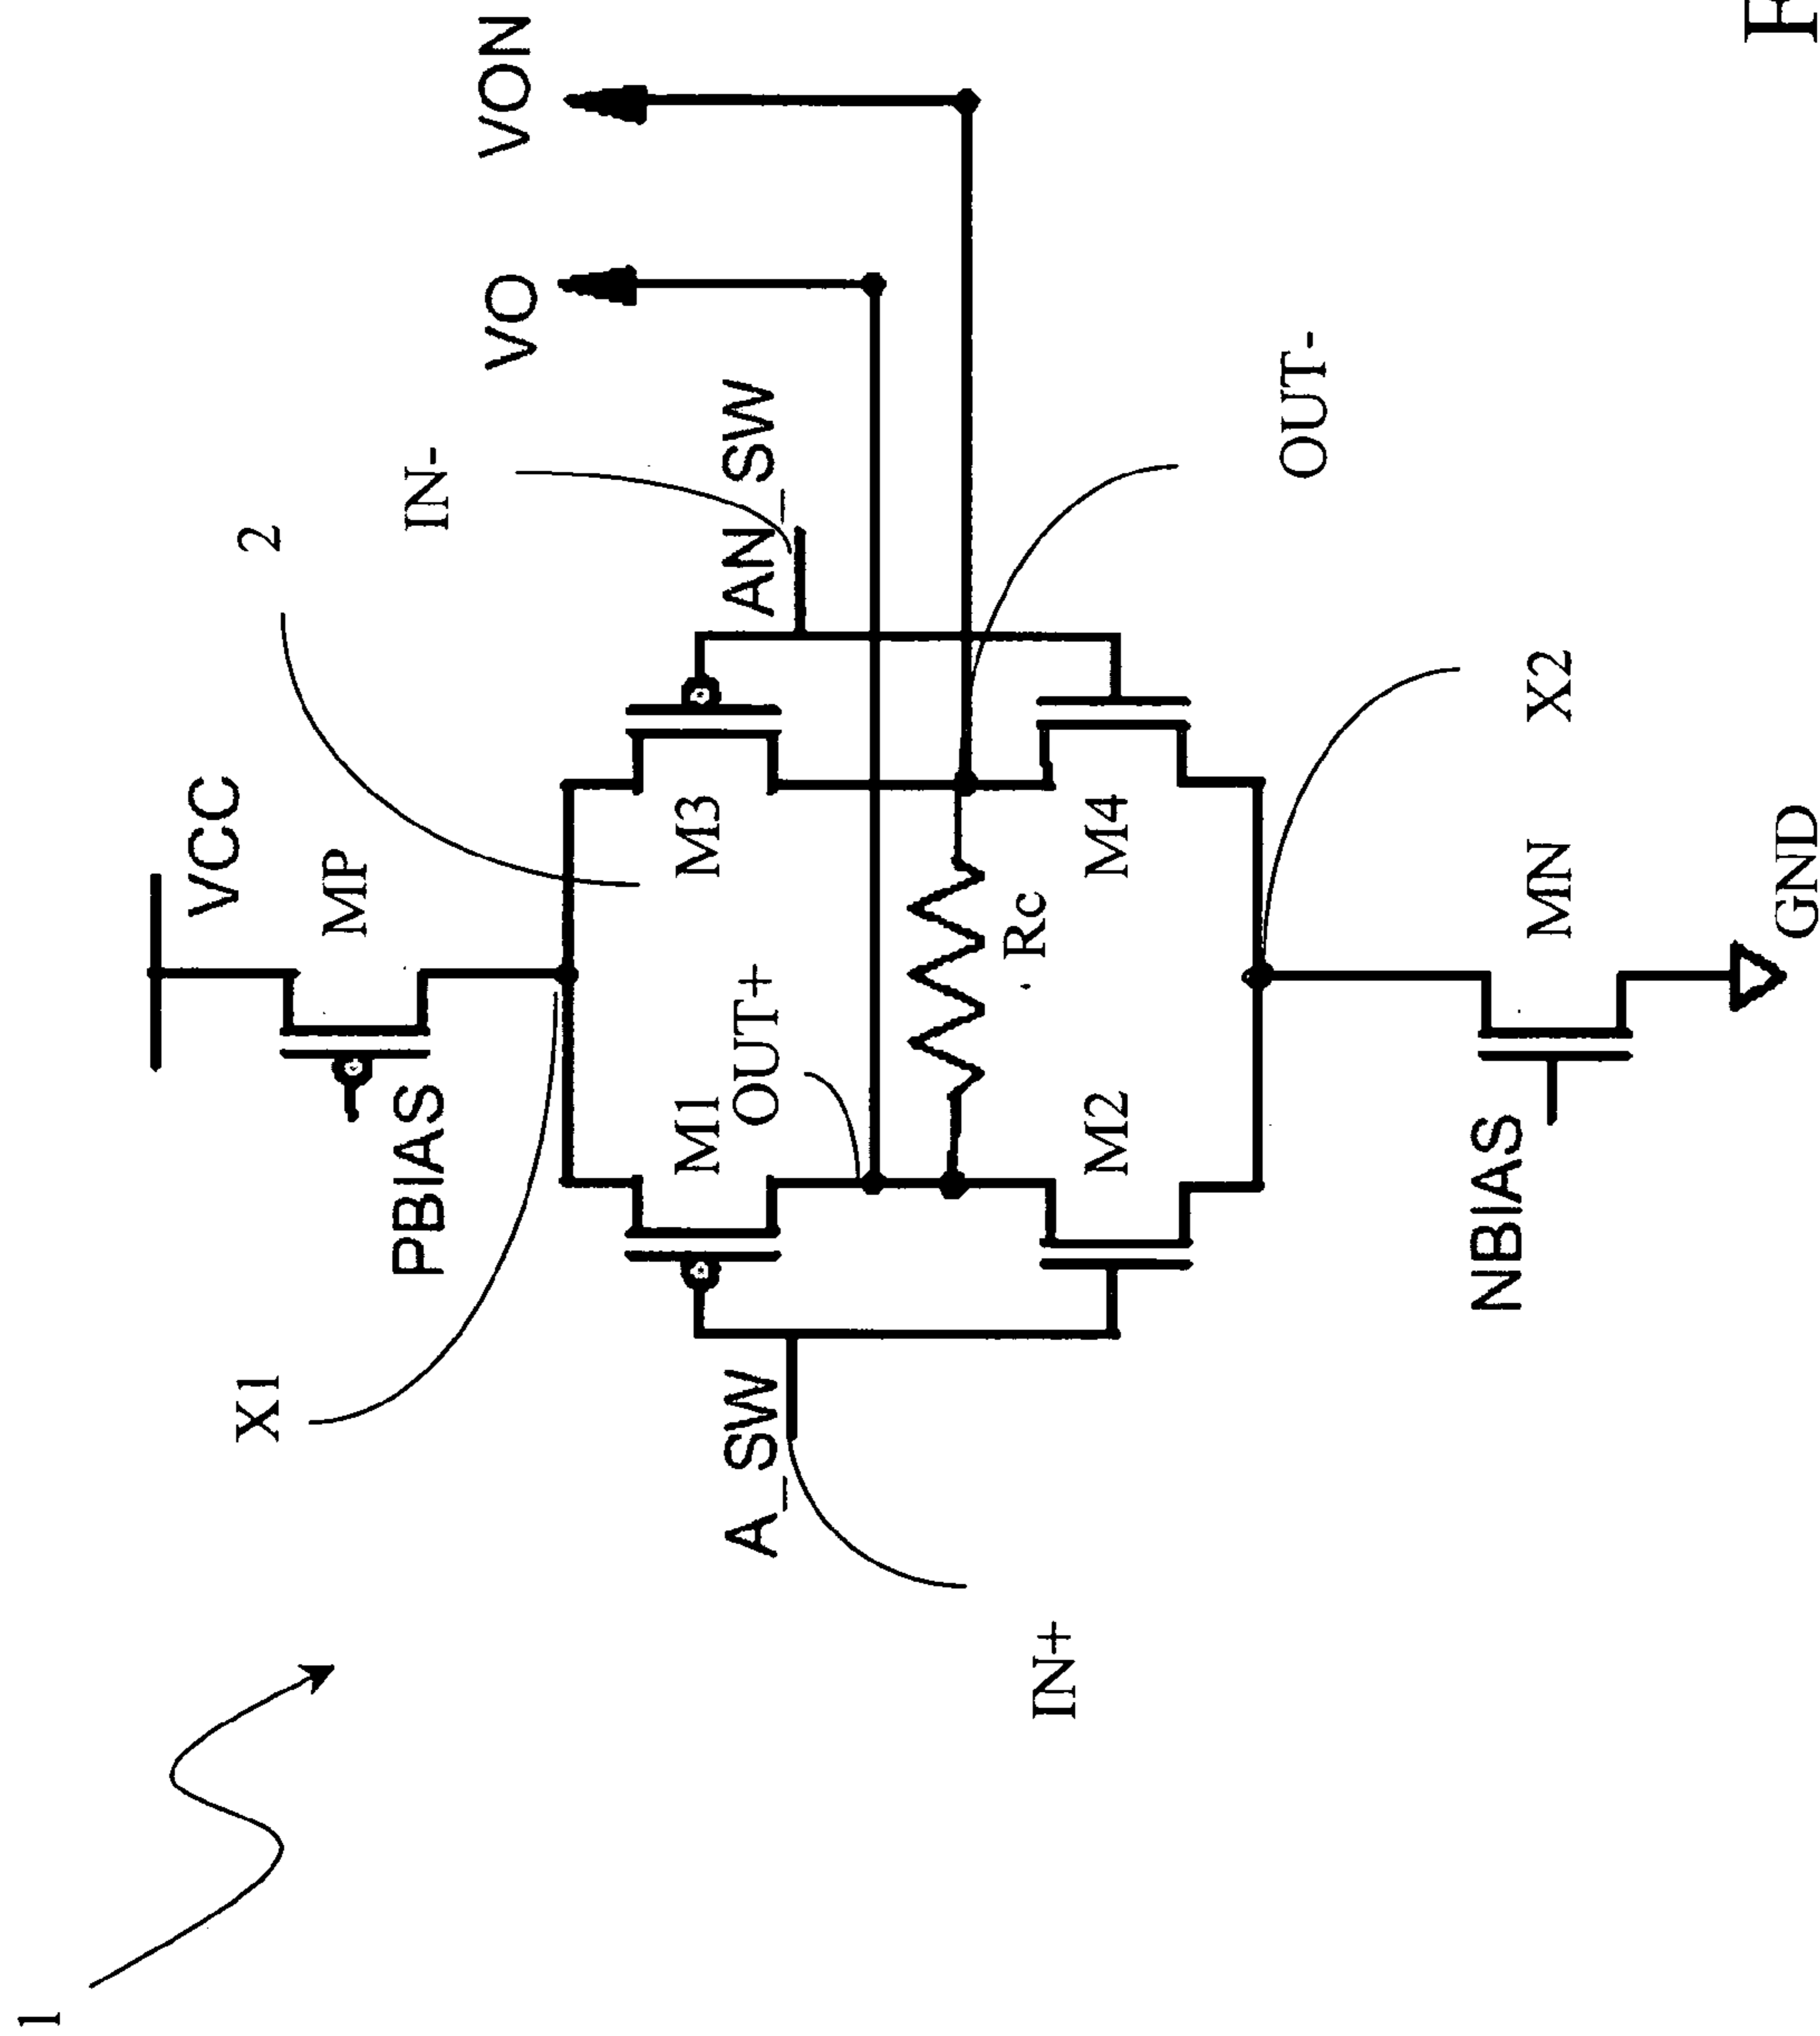 1
VCC
X1
2
MP
PBIAS
IN-
VO
VON
M1
M3
A_SW
AN_SW
OUT+
Rc
IN+
M2
M4
OUT-
NBIAS
MN
X2
GND